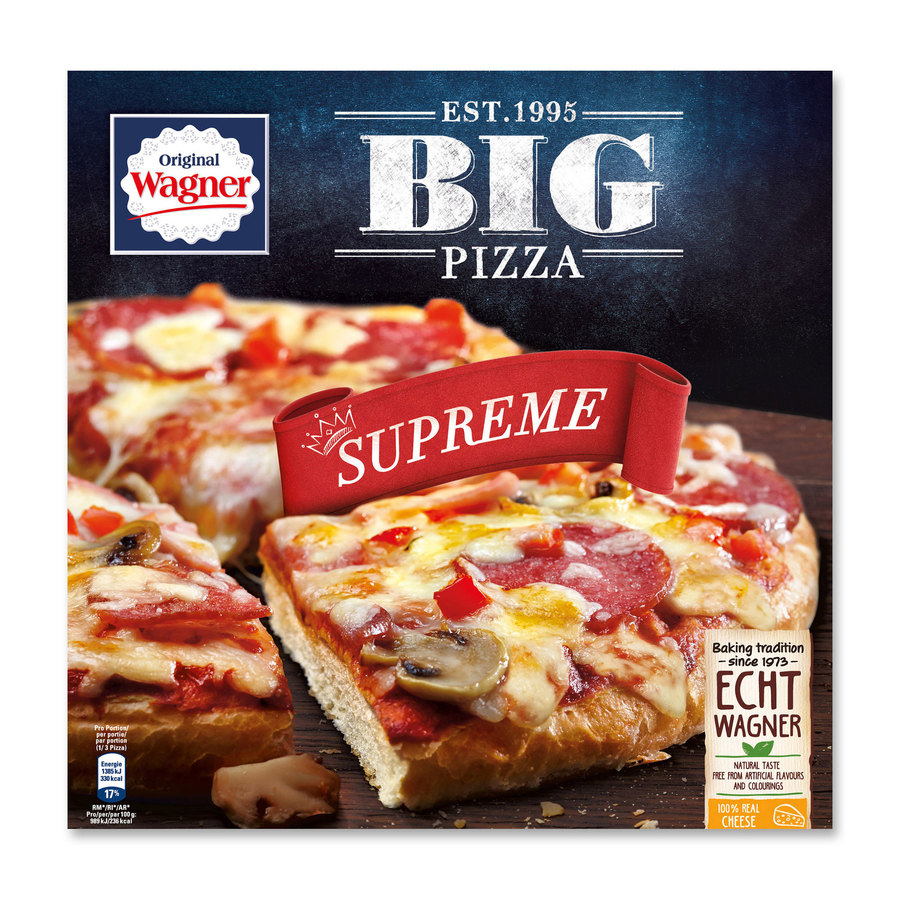 EST. 1995
BIG
PIZZA
Original
Wagner
SUPREME
Baking tradition
– since 1973 –
ECHT
WAGNER
NATURAL TASTE
FREE FROM ARTIFICIAL FLAVOURS
AND COLOURINGS
100% REAL
CHEESE
Pro Portion/
per portie/
par portion
(1/3 Pizza)
Energie
1385 kJ
330 kcal
17%
RM*/RI*/AR*
Pro/per/par 100 g:
989 kJ/236 kcal